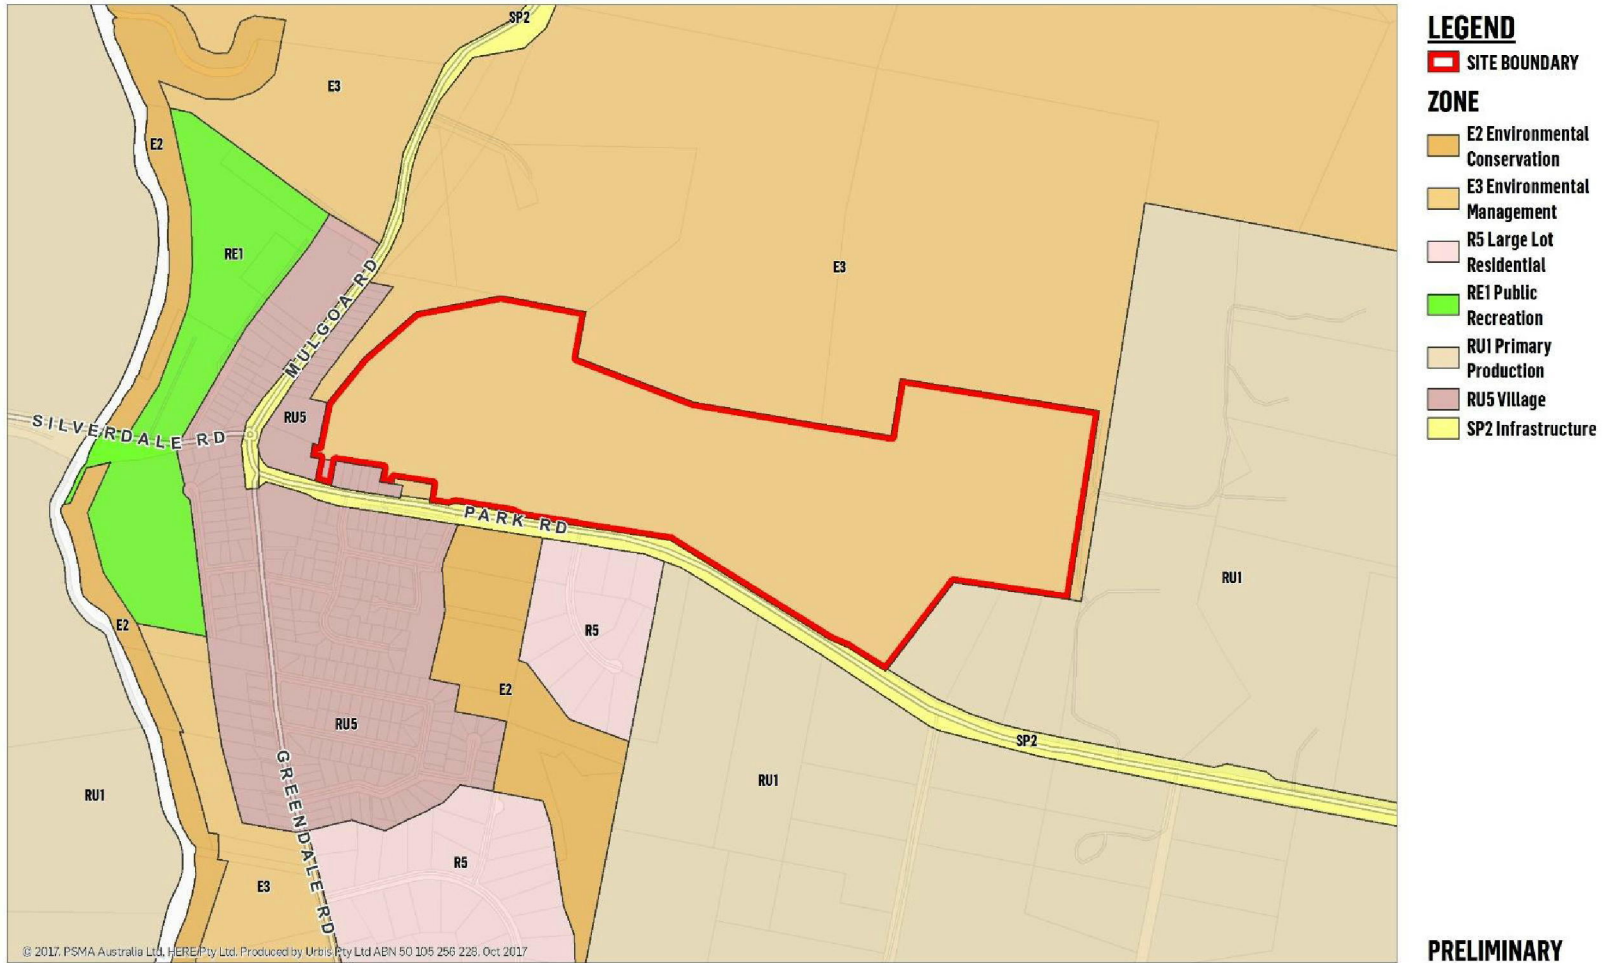 SP2
E3
E2
RE1
E3
MULGOA RD
RU5
SILVERDALE RD
PARK RD
RU1
R5
E2
E2
RU5
SP2
RU1
RU1
GREENDALE RD
R5
E3
© 2017. PSMA Australia Ltd, HERE Pty Ltd. Produced by Urbis Pty Ltd ABN 50 105 256 228, Oct 2017
LEGEND
SITE BOUNDARY
ZONE
E2 Environmental
Conservation
E3 Environmental
Management
R5 Large Lot
Residential
RE1 Public
Recreation
RU1 Primary
Production
RU5 Village
SP2 Infrastructure
PRELIMINARY